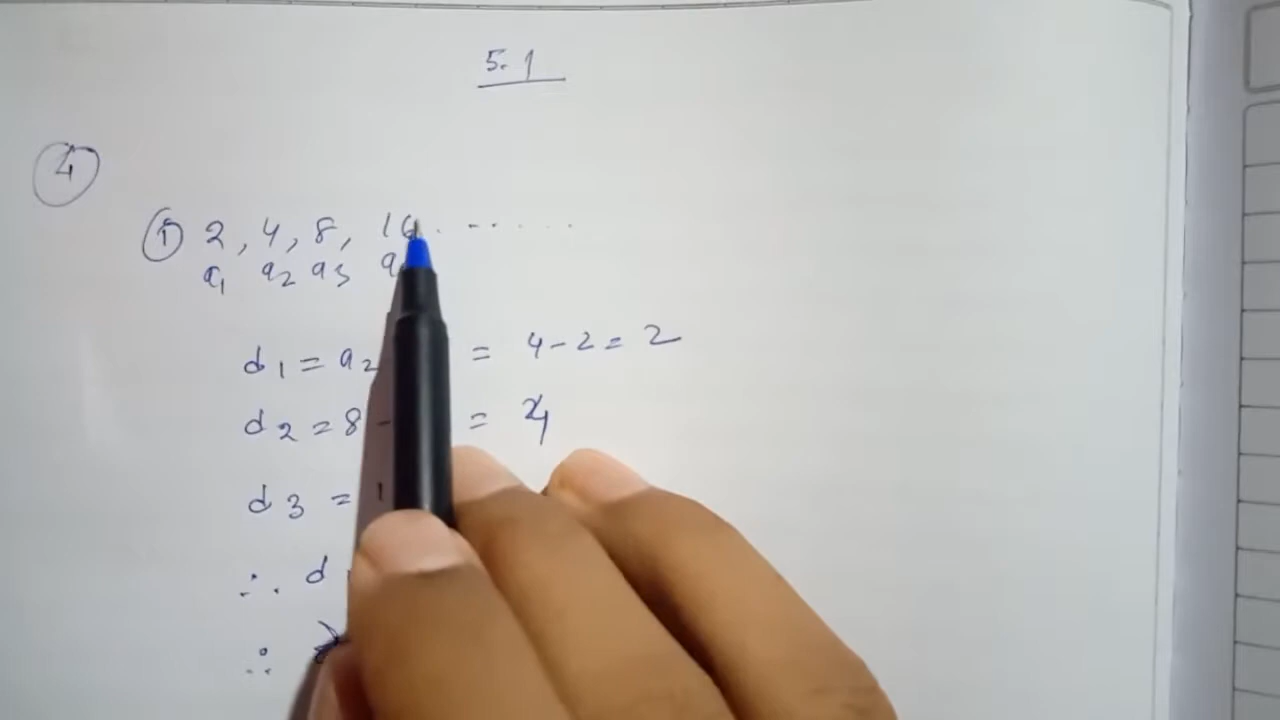 5.1
4
① 2, 4, 8, 16 . . . . . . .
a1 a2 a3 a
d1 = a2 = 4 - 2 = 2
d2 = 8 - = 4
d3 = 1
∴ d
∴